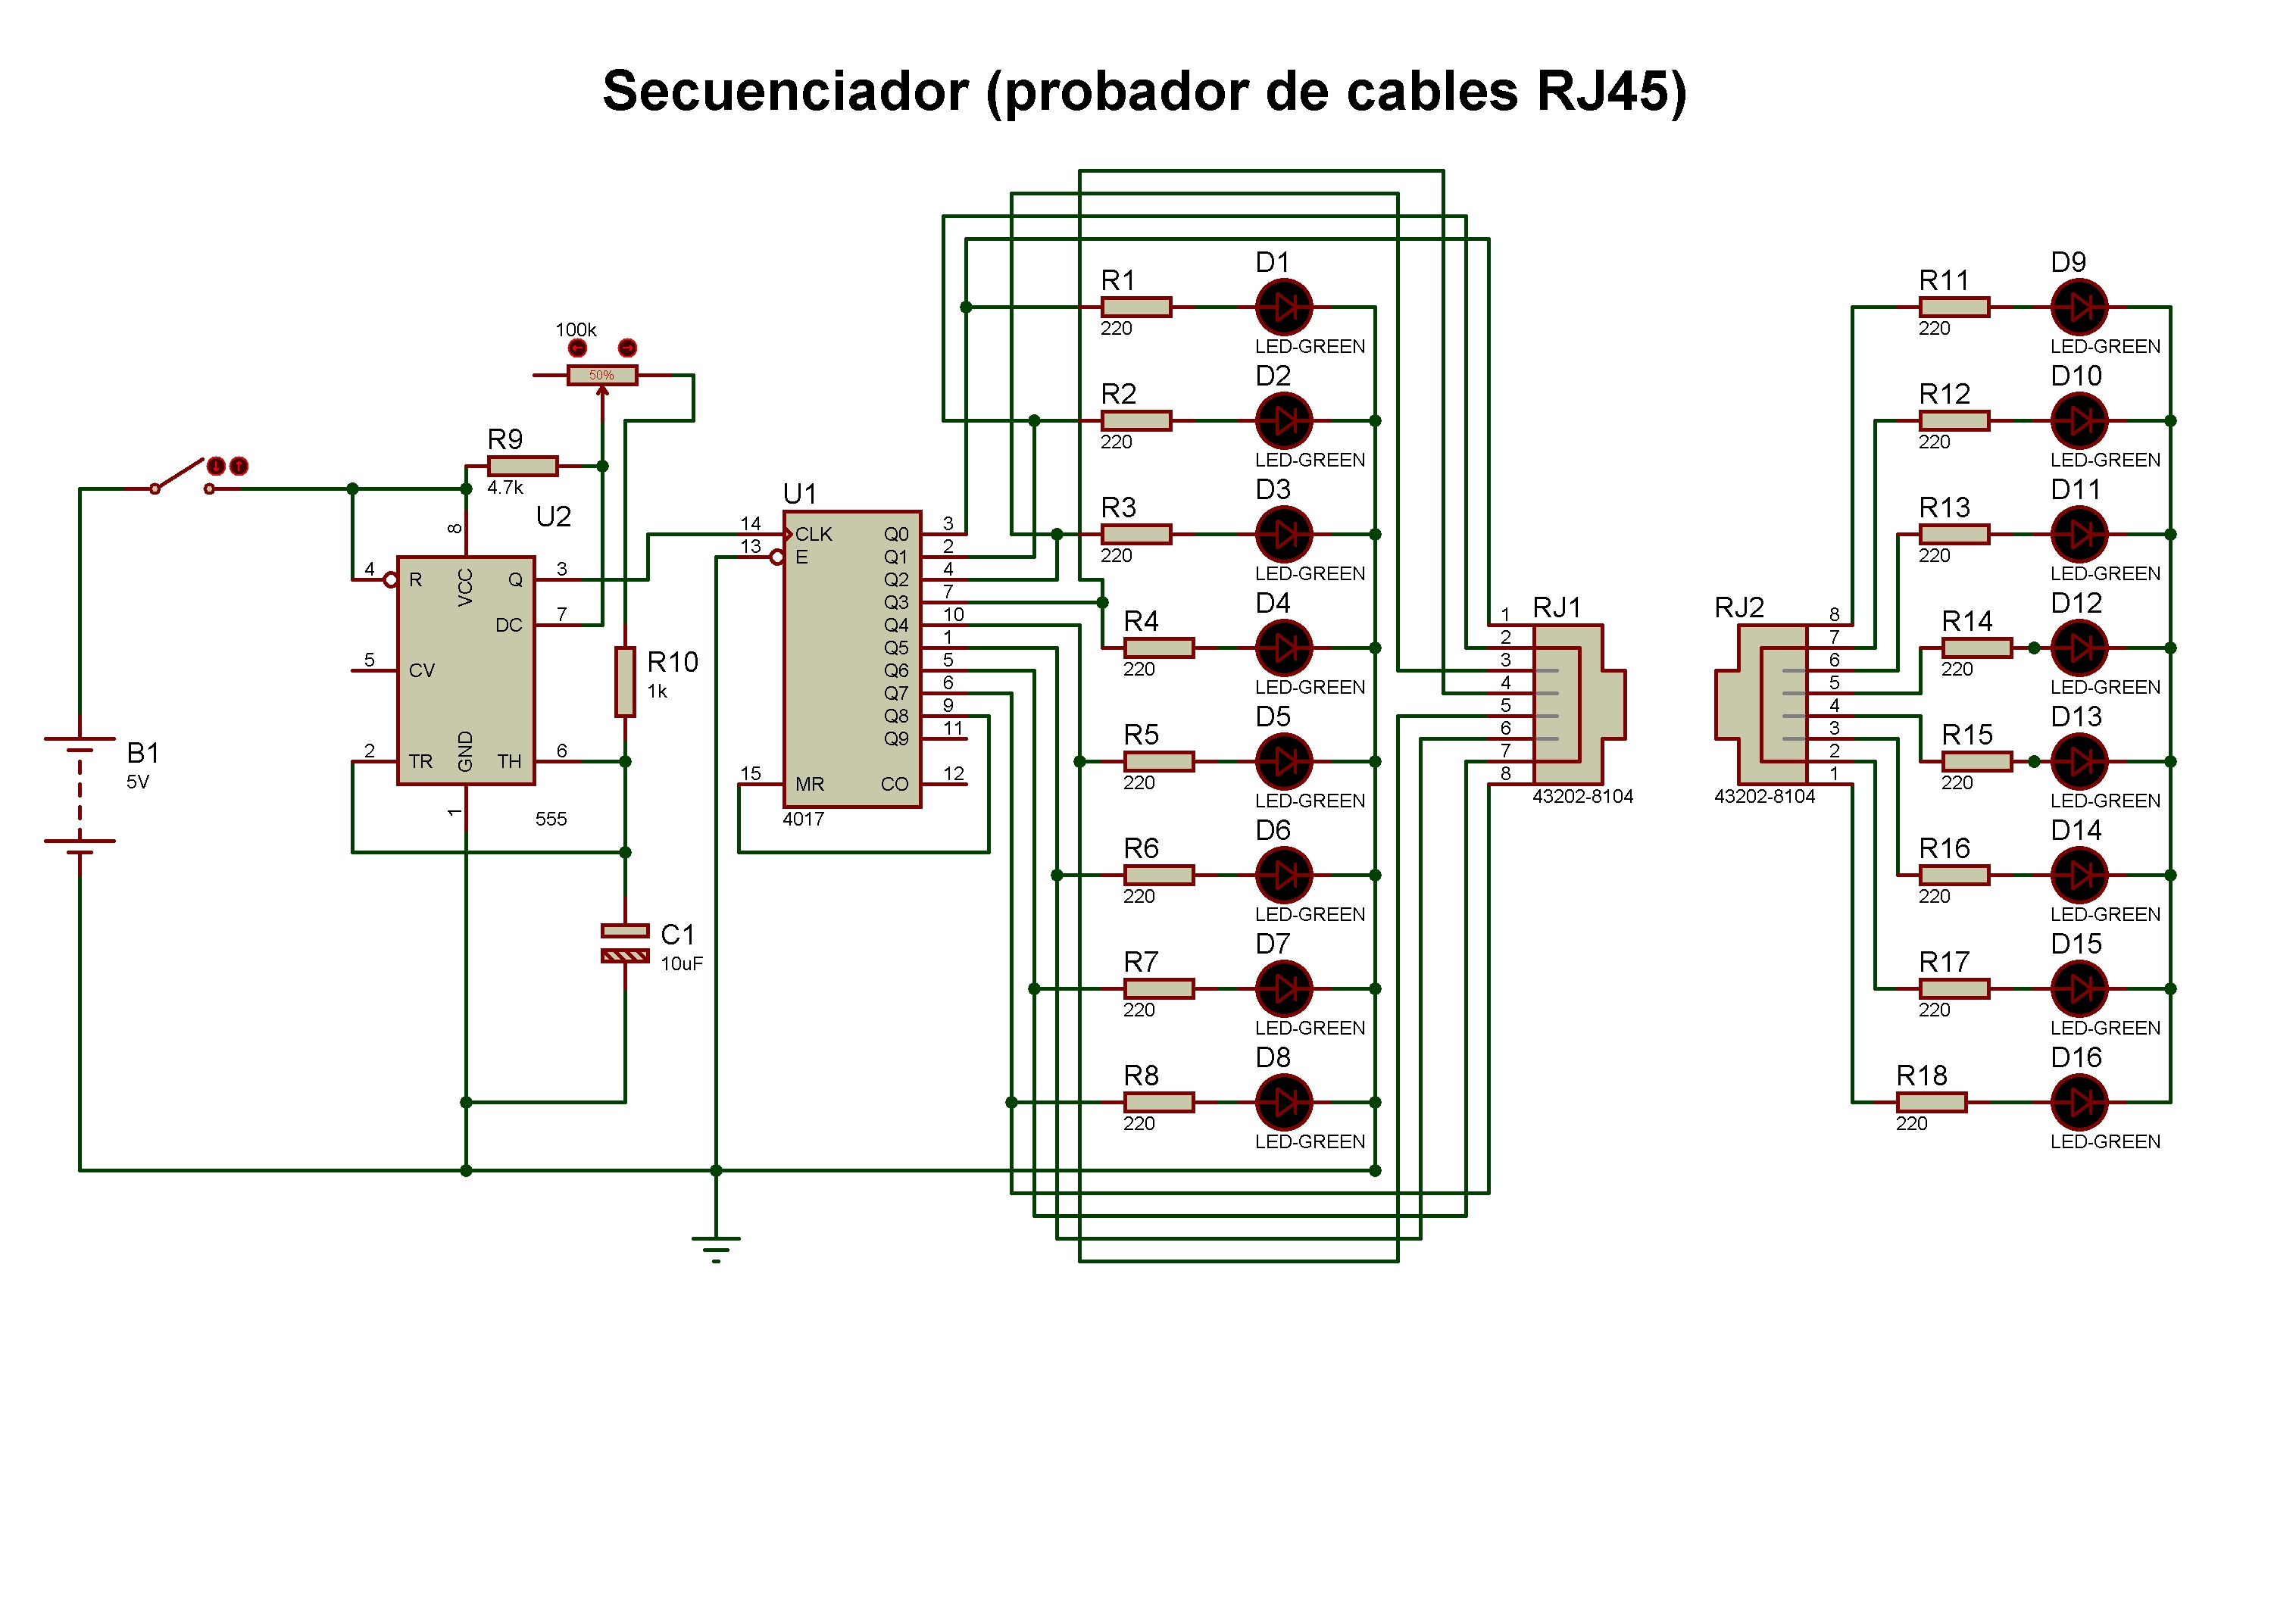 Secuenciador (probador de cables RJ45)
100k
50%
R9
4.7k
U2
8
4
R
VCC
Q
3
DC
7
5
CV
2
TR
GND
TH
6
1
555
R10
1k
C1
10uF
B1
5V
U1
14
CLK
13
E
15
MR
Q0
3
Q1
2
Q2
4
Q3
7
Q4
10
Q5
1
Q6
5
Q7
6
Q8
9
Q9
11
CO
12
4017
R1
220
D1
LED-GREEN
R2
220
D2
LED-GREEN
R3
220
D3
LED-GREEN
R4
220
D4
LED-GREEN
R5
220
D5
LED-GREEN
R6
220
D6
LED-GREEN
R7
220
D7
LED-GREEN
R8
220
D8
LED-GREEN
RJ1
1
2
3
4
5
6
7
8
43202-8104
RJ2
8
7
6
5
4
3
2
1
43202-8104
R11
220
D9
LED-GREEN
R12
220
D10
LED-GREEN
R13
220
D11
LED-GREEN
R14
220
D12
LED-GREEN
R15
220
D13
LED-GREEN
R16
220
D14
LED-GREEN
R17
220
D15
LED-GREEN
R18
220
D16
LED-GREEN